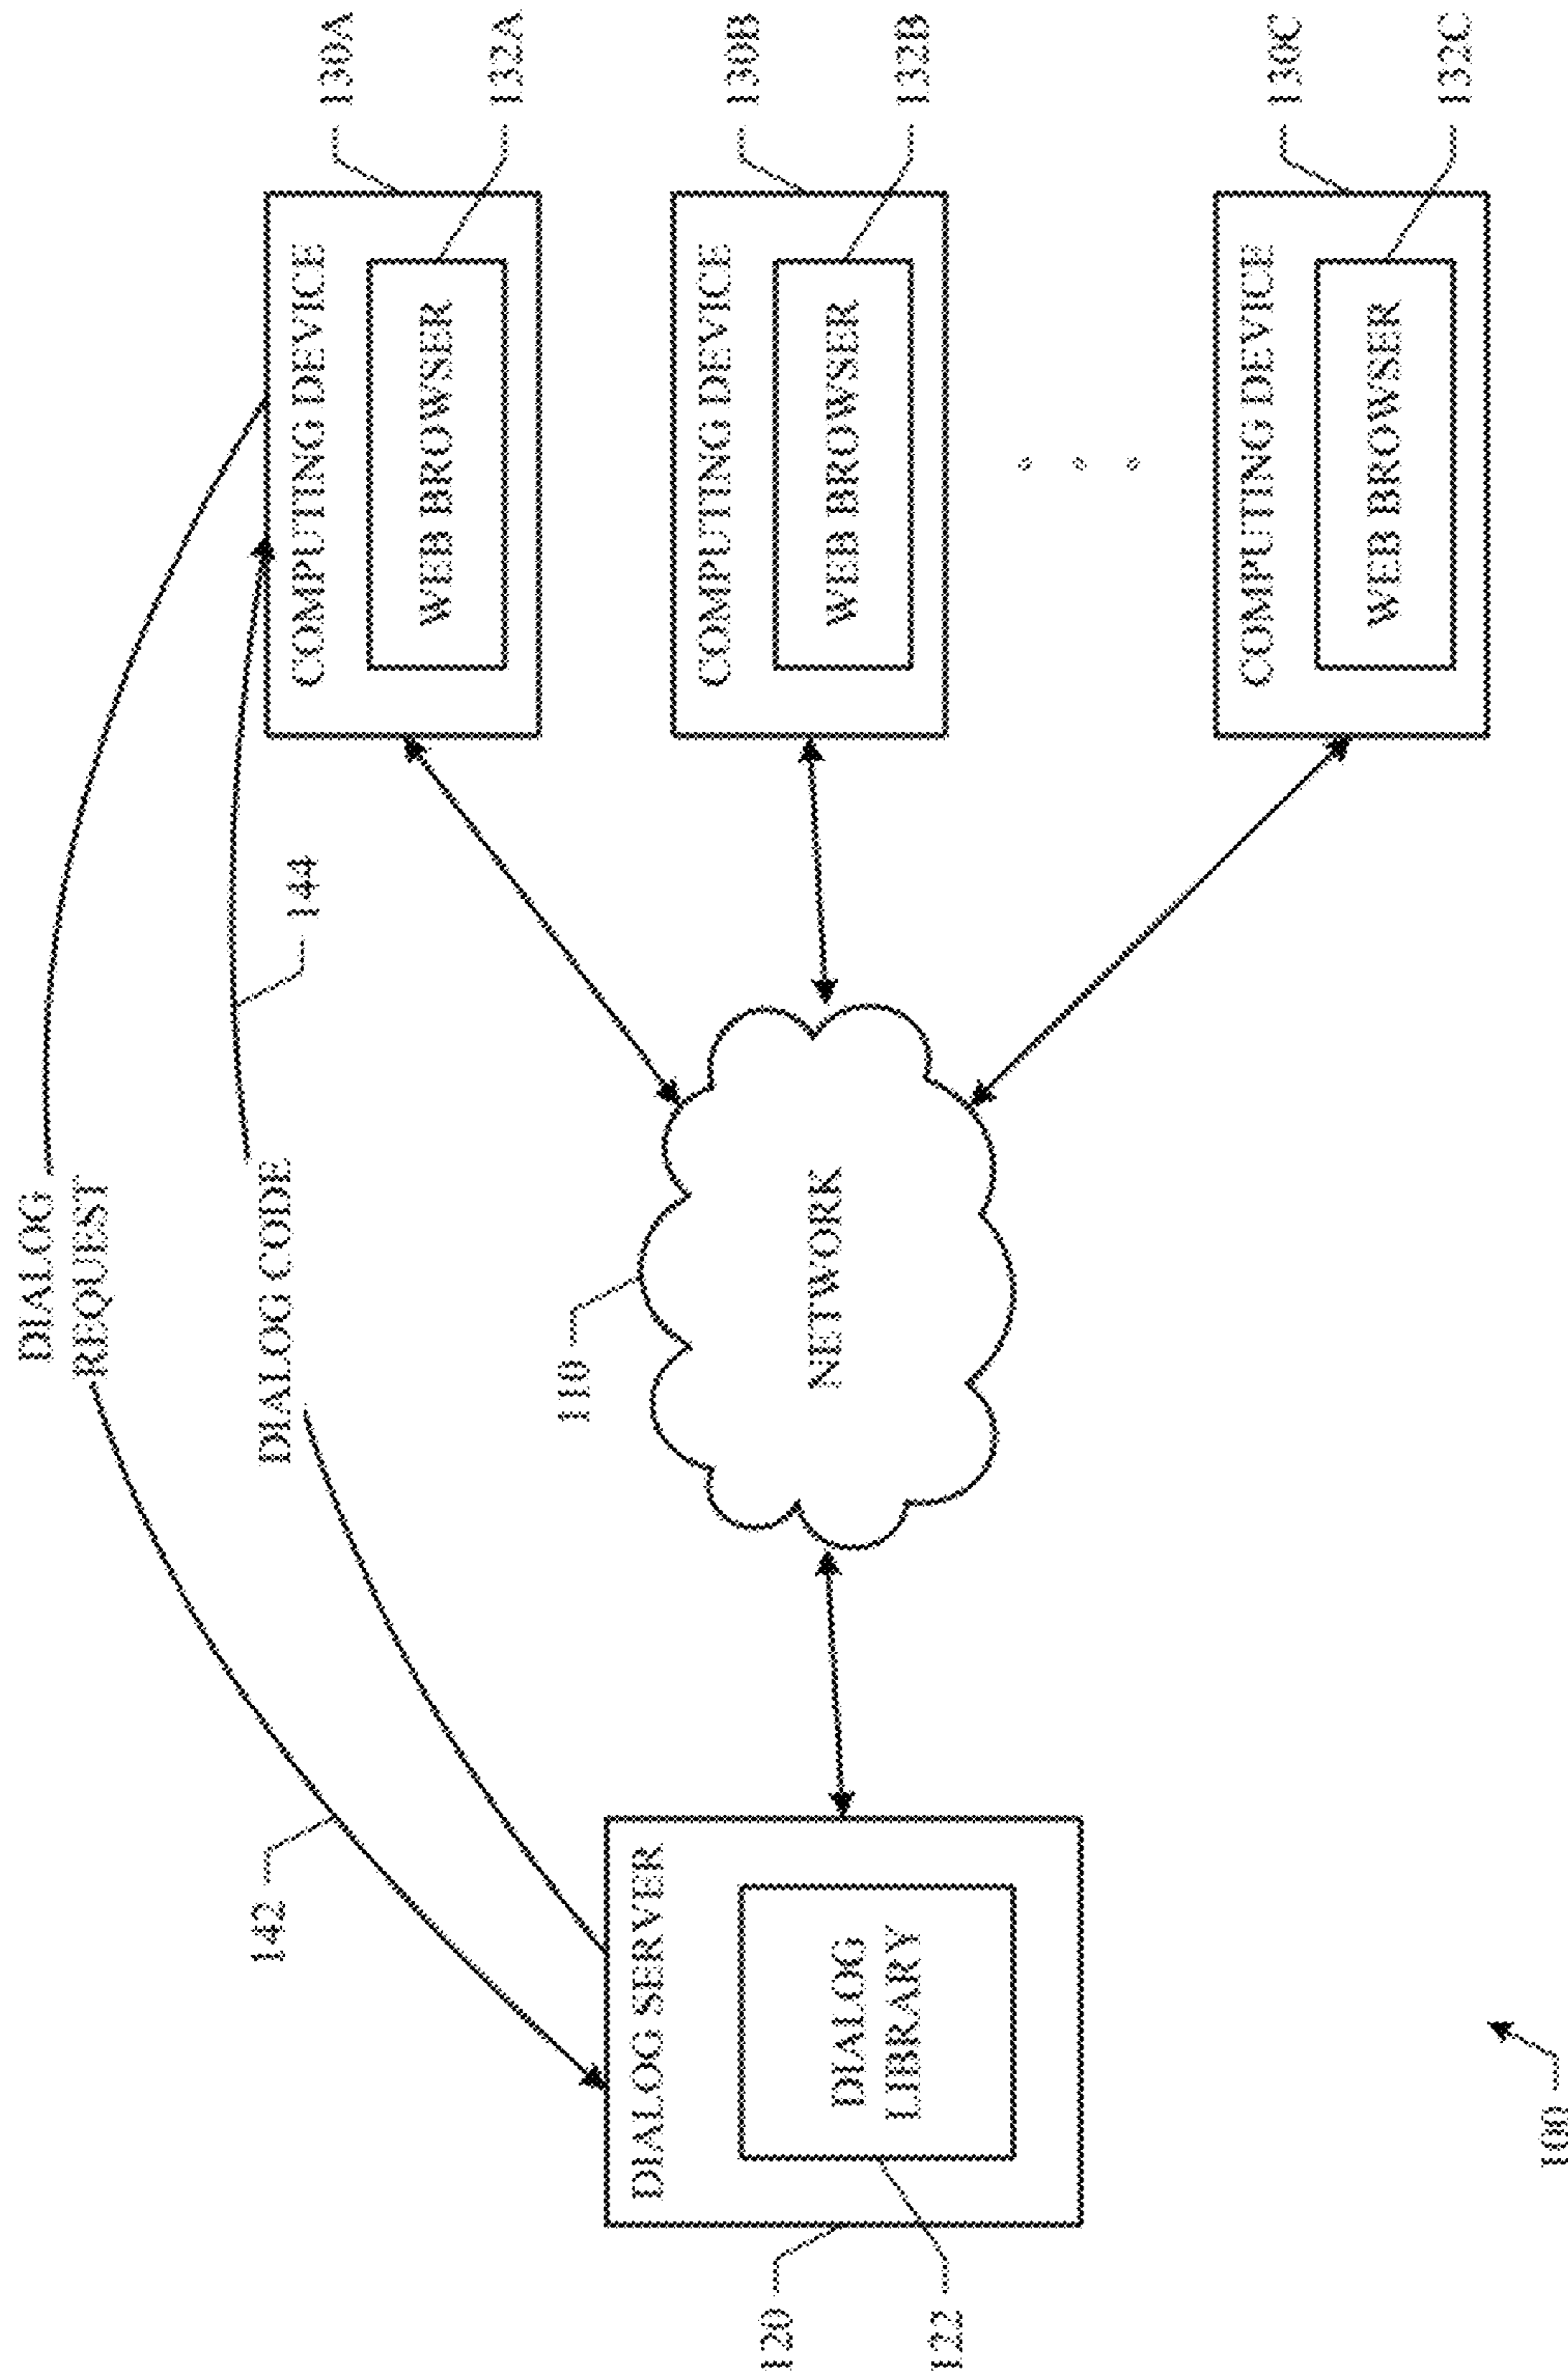 DIALOG
REQUEST
142
DIALOG CODE
144
DIALOG SERVER
DIALOG
LIBRARY
120
122
110
NETWORK
COMPUTING DEVICE
WEB BROWSER
130A
132A
COMPUTING DEVICE
WEB BROWSER
130B
132B
COMPUTING DEVICE
WEB BROWSER
130C
132C
100